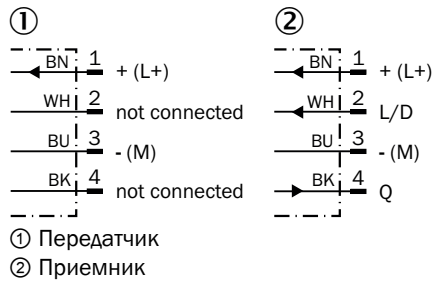 ① ②
BN 1 + (L+) BN 1 + (L+)
WH 2 not connected WH 2 L/D
BU 3 - (M) BU 3 - (M)
BK 4 not connected BK 4 Q
① Передатчик
② Приемник